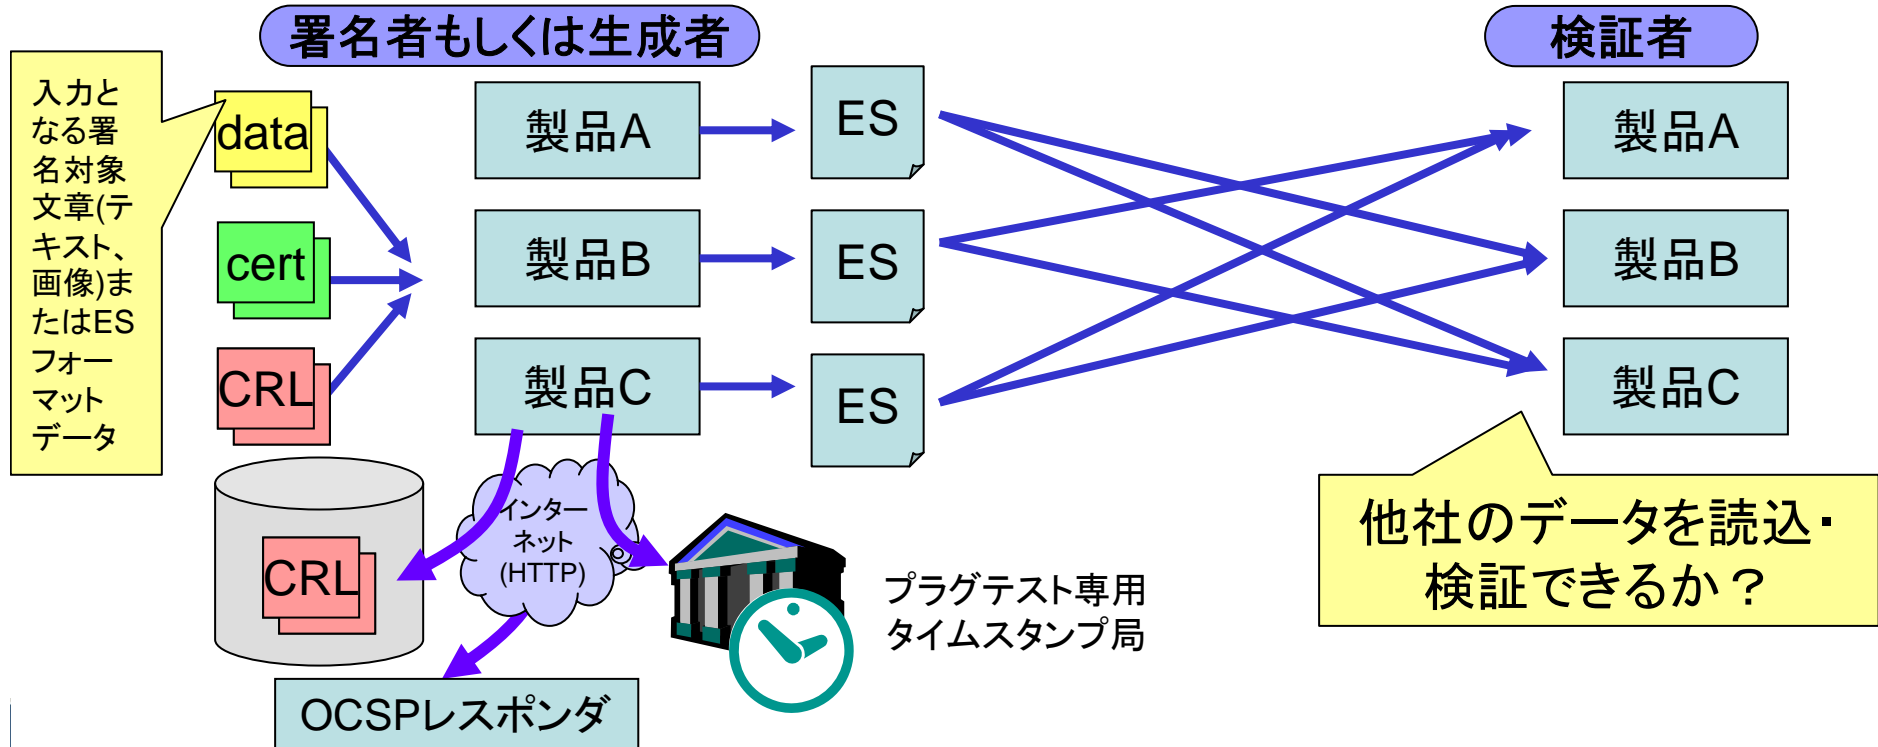 署名者もしくは生成者
検証者
入力と
なる署
名対象
文章(テ
キスト、
画像)ま
たはES
フォー
マット
データ
data
cert
CRL
製品A
製品B
製品C
ES
ES
ES
製品A
製品B
製品C
CRL
インター
ネット
(HTTP)
プラグテスト専用
タイムスタンプ局
OCSPレスポンダ
他社のデータを読込・
検証できるか？